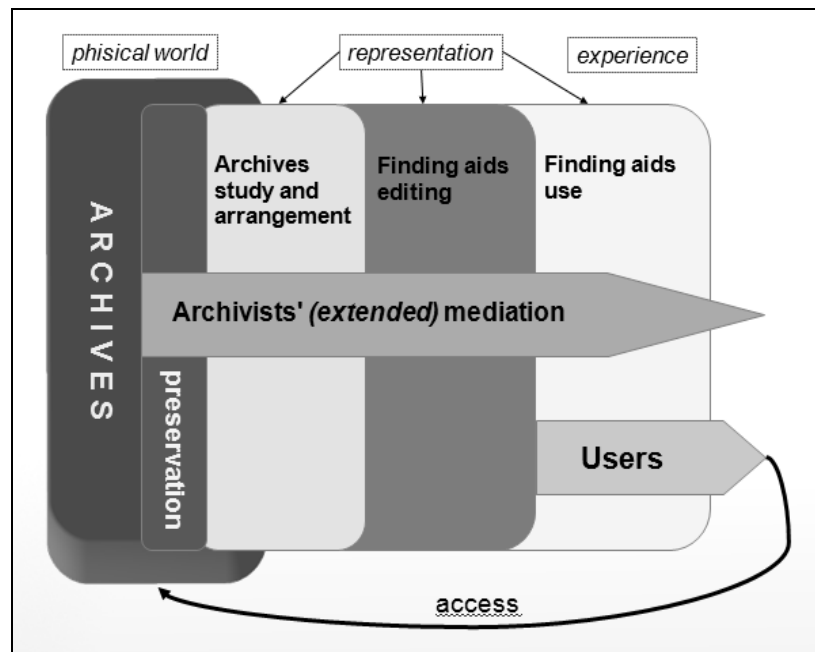 phisical world
representation
experience
ARCHIVES
preservation
Archives
study and
arrangement
Finding aids
editing
Finding aids
use
Archivists' (extended) mediation
Users
access